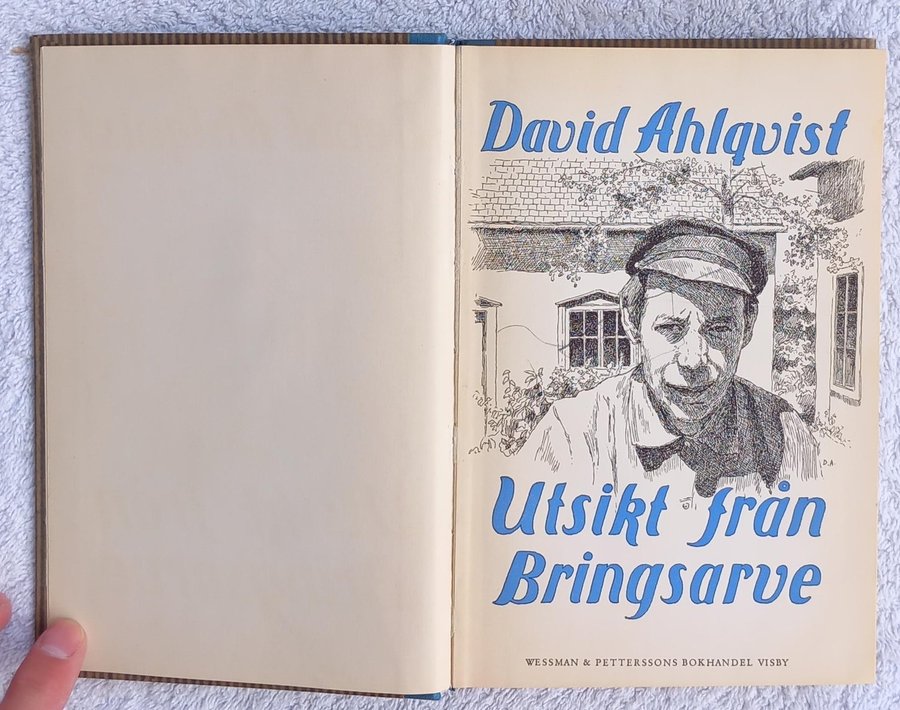 David Ahlqvist
D.A.
Utsikt från
Bringsarve
WESSMAN & PETTERSSONS BOKHANDEL VISBY